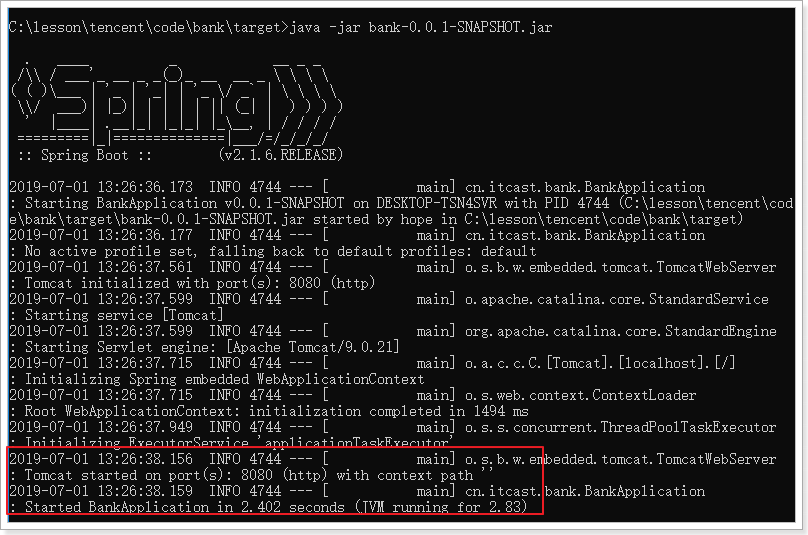 C:\lesson\tencent\code\bank\target>java -jar bank-0.0.1-SNAPSHOT.jar
  .   ____          _            __ _ _
 /\\ / ___'_ __ _ _(_)_ __  __ _ \ \ \ \
( ( )\___ | '_ | '_| | '_ \/ _` | \ \ \ \
 \\/  ___)| |_)| | | | | || (_| |  ) ) ) )
  '  |____| .__|_| |_|_| |_\__, | / / / /
 =========|_|==============|___/=/_/_/_/
 :: Spring Boot ::        (v2.1.6.RELEASE)
2019-07-01 13:26:36.173  INFO 4744 --- [           main] cn.itcast.bank.BankApplication
: Starting BankApplication v0.0.1-SNAPSHOT on DESKTOP-TSN4SVR with PID 4744 (C:\lesson\tencent\cod
e\bank\target\bank-0.0.1-SNAPSHOT.jar started by hope in C:\lesson\tencent\code\bank\target)
2019-07-01 13:26:36.177  INFO 4744 --- [           main] cn.itcast.bank.BankApplication
: No active profile set, falling back to default profiles: default
2019-07-01 13:26:37.561  INFO 4744 --- [           main] o.s.b.w.embedded.tomcat.TomcatWebServer
: Tomcat initialized with port(s): 8080 (http)
2019-07-01 13:26:37.599  INFO 4744 --- [           main] o.apache.catalina.core.StandardService
: Starting service [Tomcat]
2019-07-01 13:26:37.599  INFO 4744 --- [           main] org.apache.catalina.core.StandardEngine
: Starting Servlet engine: [Apache Tomcat/9.0.21]
2019-07-01 13:26:37.715  INFO 4744 --- [           main] o.a.c.c.C.[Tomcat].[localhost].[/]
: Initializing Spring embedded WebApplicationContext
2019-07-01 13:26:37.715  INFO 4744 --- [           main] o.s.web.context.ContextLoader
: Root WebApplicationContext: initialization completed in 1494 ms
2019-07-01 13:26:37.949  INFO 4744 --- [           main] o.s.s.concurrent.ThreadPoolTaskExecutor
: Initializing ExecutorService 'applicationTaskExecutor'
2019-07-01 13:26:38.156  INFO 4744 --- [           main] o.s.b.w.embedded.tomcat.TomcatWebServer
: Tomcat started on port(s): 8080 (http) with context path ''
2019-07-01 13:26:38.159  INFO 4744 --- [           main] cn.itcast.bank.BankApplication
: Started BankApplication in 2.402 seconds (JVM running for 2.83)